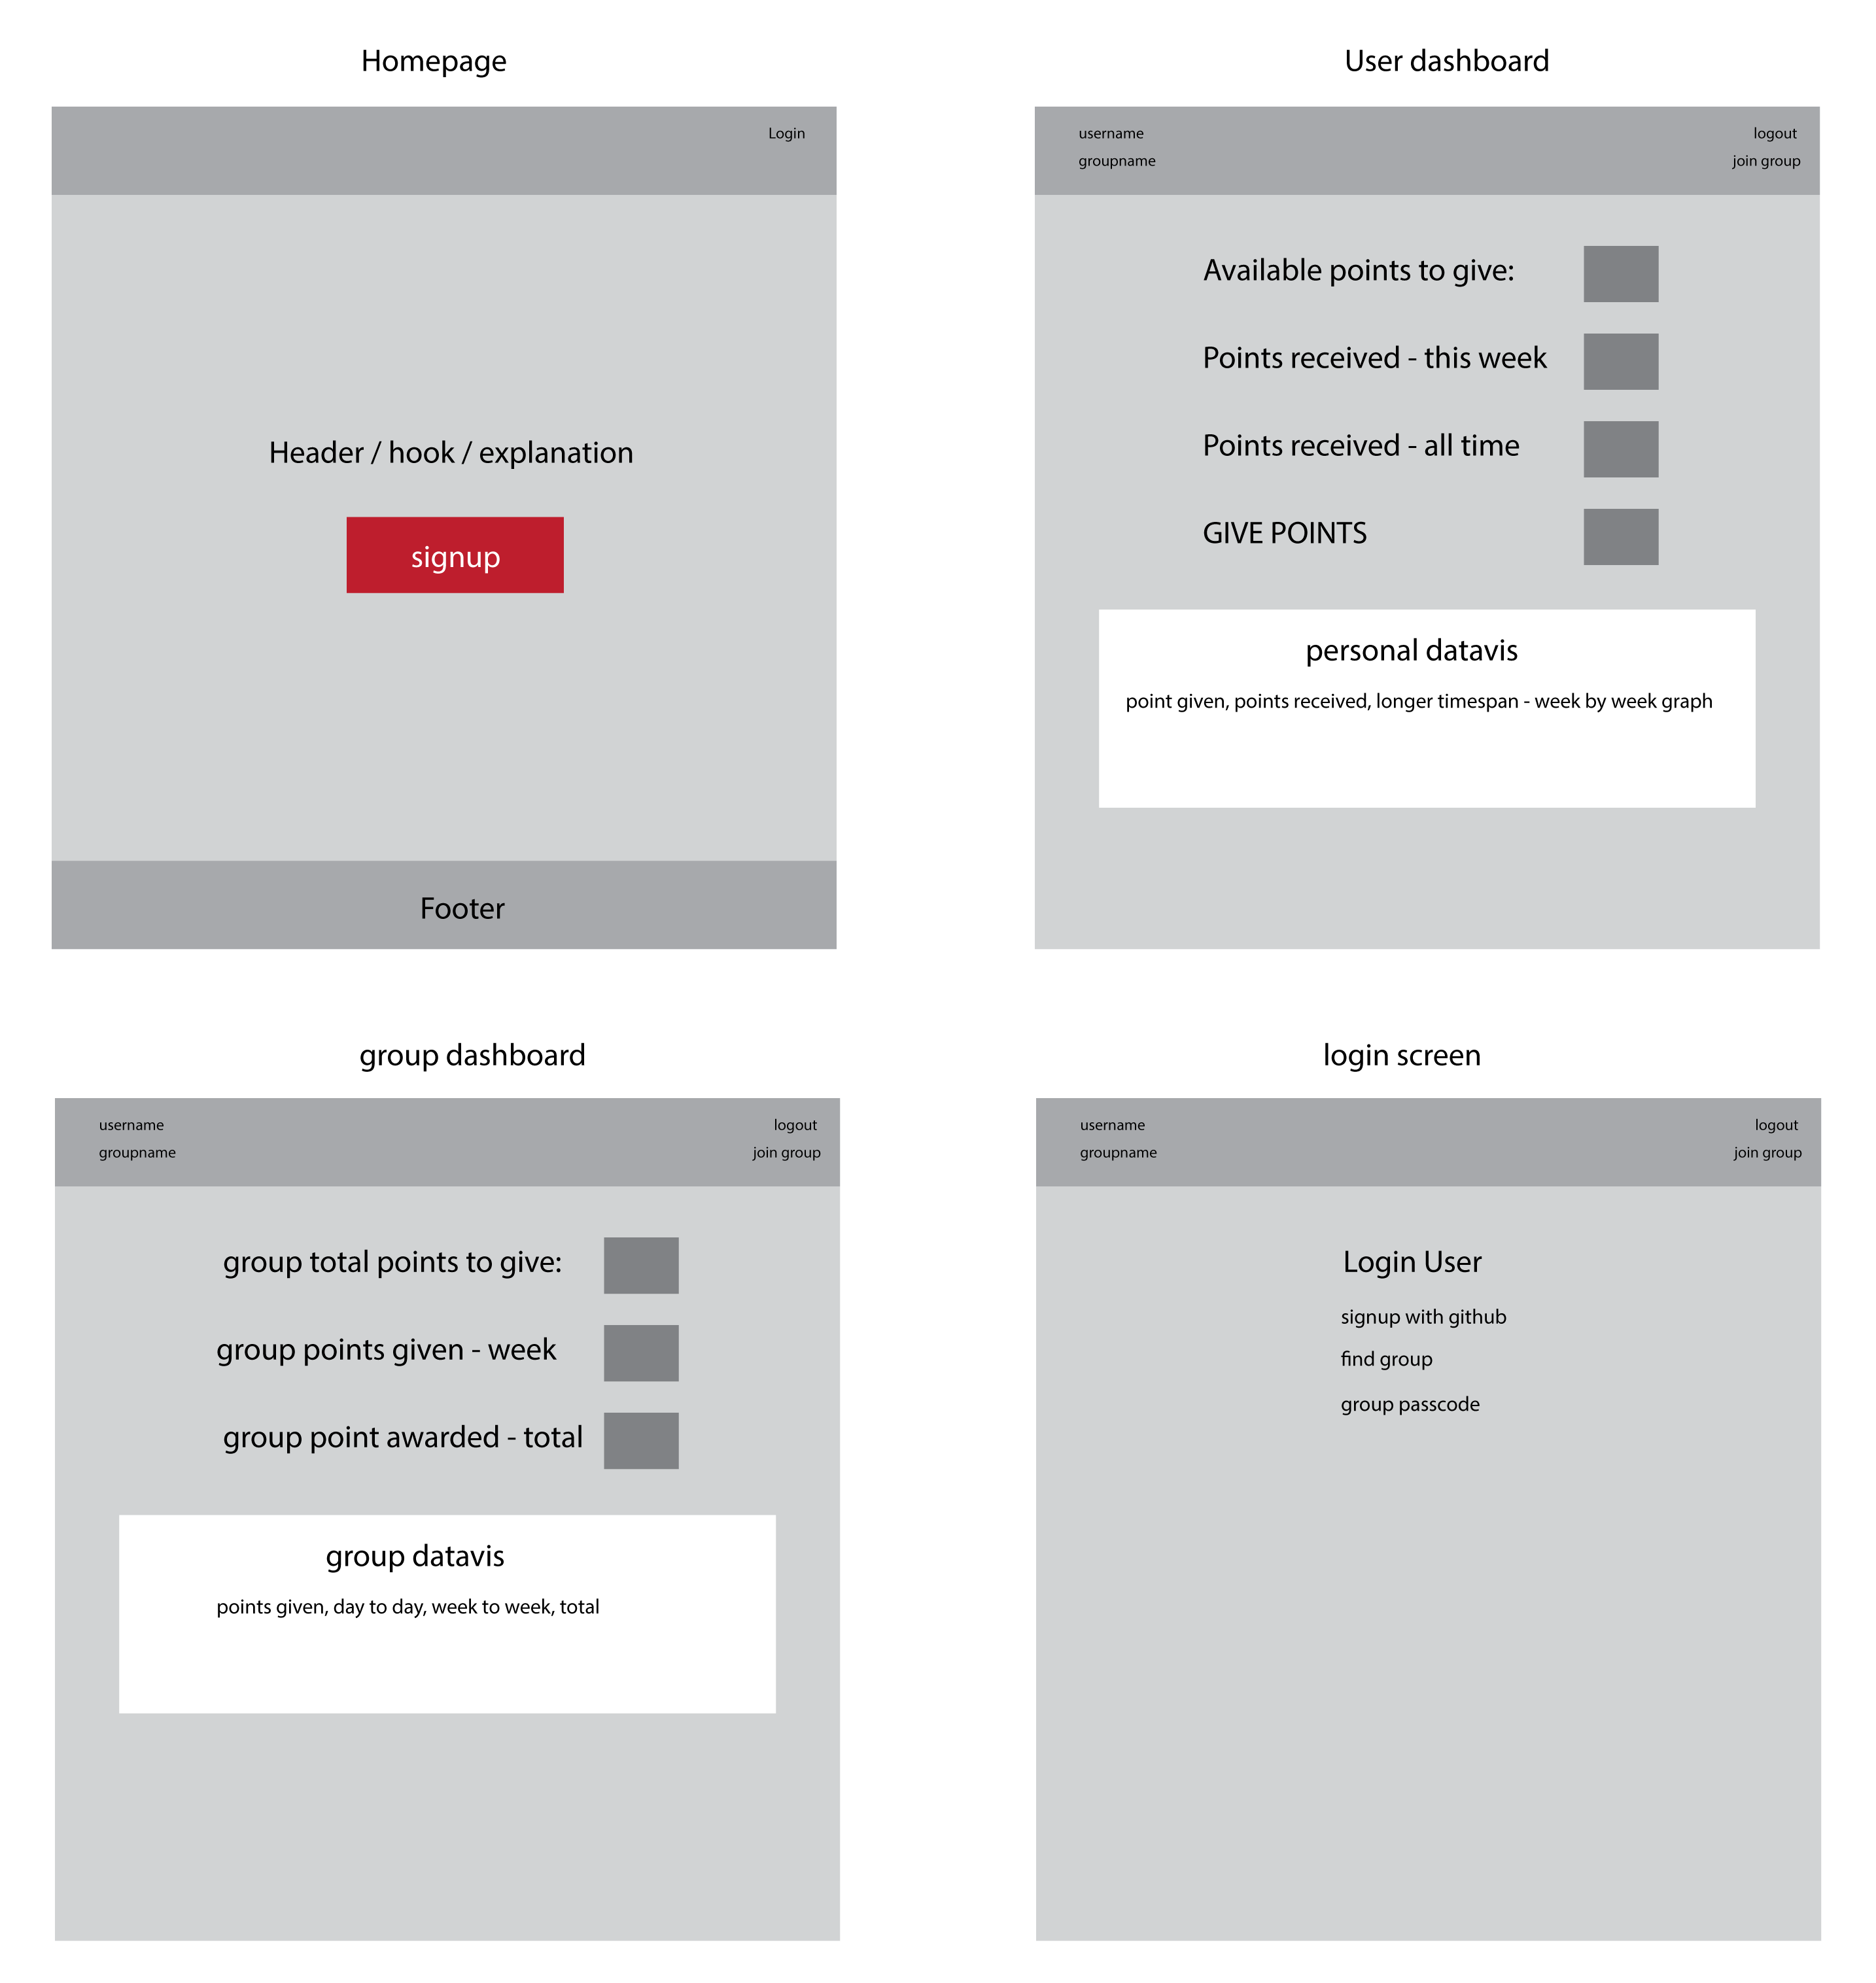 Homepage
Login
Header / hook / explanation
signup
Footer
User dashboard
username
logout
groupname
join group
Available points to give:
Points received - this week
Points received - all time
GIVE POINTS
personal datavis
point given, points received, longer timespan - week by week graph
group dashboard
username
logout
groupname
join group
group total points to give:
group points given - week
group point awarded - total
group datavis
points given, day to day, week to week, total
login screen
username
logout
groupname
join group
Login User
signup with github
find group
group passcode